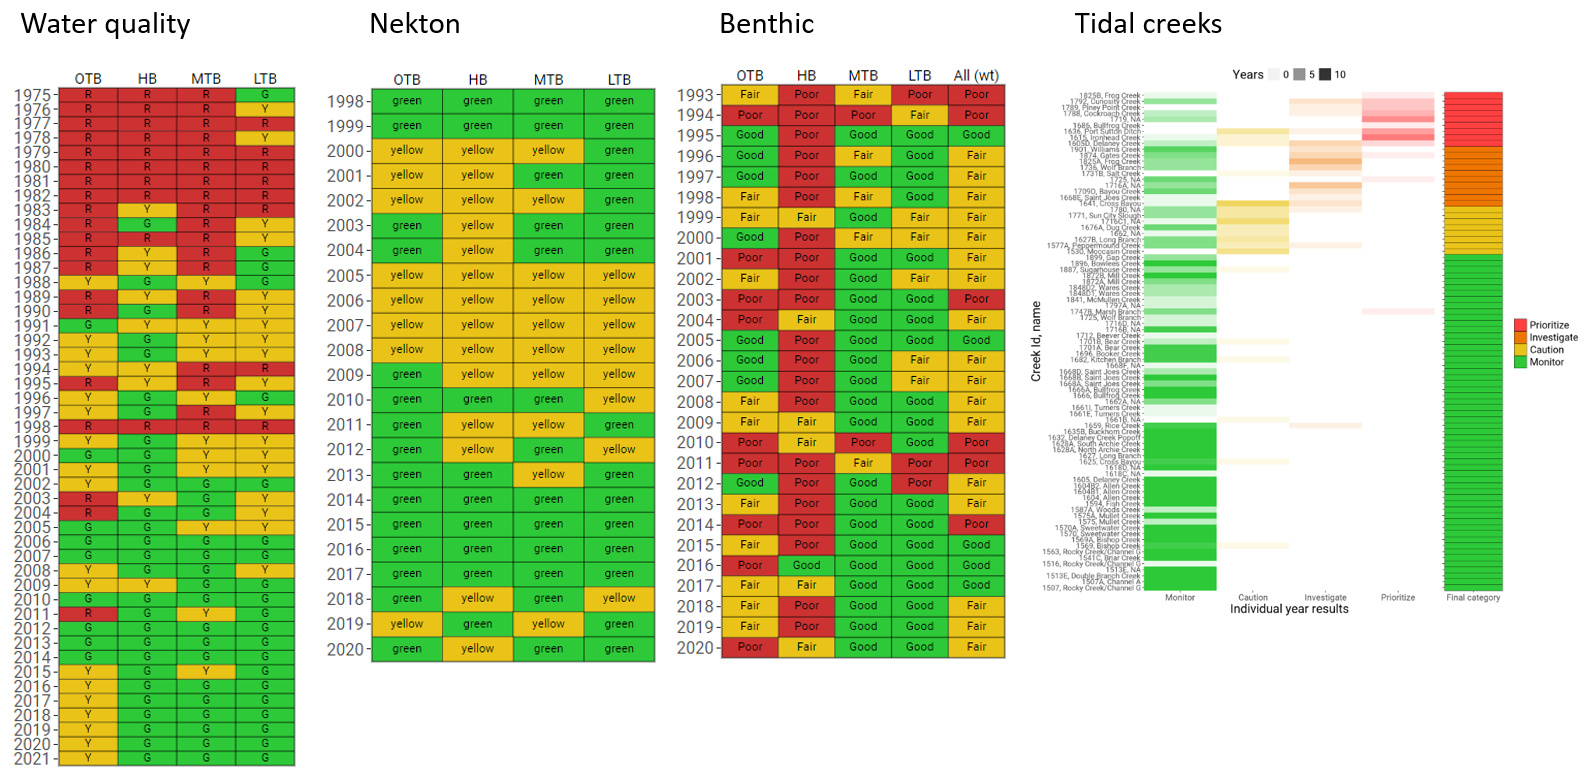 Water quality
OTB HB MTB LTB
1975 R R R G
1976 R R R Y
1977 R R R R
1978 R R R Y
1979 R R R R
1980 R R R R
1981 R R R R
1982 R R R R
1983 R Y R R
1984 R G R Y
1985 R R R Y
1986 R Y R G
1987 R Y R G
1988 Y G Y G
1989 R Y R Y
1990 R G R Y
1991 G Y Y Y
1992 Y G Y Y
1993 Y G Y Y
1994 Y Y R R
1995 R Y R Y
1996 Y G Y G
1997 Y G R Y
1998 R R R R
1999 Y G Y Y
2000 G G Y Y
2001 Y G Y Y
2002 Y G G G
2003 R Y G Y
2004 R G G Y
2005 G G Y Y
2006 G G G G
2007 G G G G
2008 Y G G Y
2009 Y Y G G
2010 G G G G
2011 R G Y G
2012 G G G G
2013 G G G G
2014 G G G G
2015 Y G Y G
2016 Y G G G
2017 Y G G G
2018 Y G G G
2019 Y G G G
2020 Y G G G
2021 Y G G G
Nekton
OTB HB MTB LTB
1998 green green green green
1999 green green green green
2000 yellow yellow yellow green
2001 yellow yellow green green
2002 yellow yellow yellow green
2003 green yellow green green
2004 green yellow green green
2005 yellow yellow yellow yellow
2006 yellow yellow yellow yellow
2007 yellow yellow yellow yellow
2008 yellow yellow yellow yellow
2009 green yellow yellow yellow
2010 green green green yellow
2011 green yellow yellow green
2012 green yellow green yellow
2013 green green yellow green
2014 green green green green
2015 green green green green
2016 green green green green
2017 green green green green
2018 green yellow green yellow
2019 yellow green yellow green
2020 green yellow green green
Benthic
OTB HB MTB LTB All (wt)
1993 Fair Poor Fair Poor Poor
1994 Poor Poor Poor Fair Poor
1995 Good Poor Good Good Good
1996 Good Poor Fair Good Fair
1997 Good Poor Good Good Fair
1998 Fair Poor Fair Good Fair
1999 Fair Fair Good Fair Fair
2000 Good Poor Fair Fair Fair
2001 Poor Poor Good Good Fair
2002 Fair Poor Good Fair Fair
2003 Poor Poor Good Good Poor
2004 Poor Fair Good Good Fair
2005 Good Poor Good Good Good
2006 Good Poor Good Fair Fair
2007 Good Poor Good Fair Fair
2008 Fair Poor Good Good Fair
2009 Fair Fair Good Good Fair
2010 Poor Fair Poor Good Poor
2011 Poor Poor Fair Poor Poor
2012 Good Poor Good Poor Fair
2013 Fair Poor Good Good Fair
2014 Poor Poor Good Good Poor
2015 Fair Poor Good Good Good
2016 Poor Good Good Good Good
2017 Fair Fair Good Good Good
2018 Fair Poor Good Good Fair
2019 Fair Poor Good Good Fair
2020 Poor Fair Good Good Fair
Tidal creeks
Years 0 5 10
Creek Id, name
1825B, Frog Creek
1792, Curiosity Creek
1789, Piney Point Creek
1788, Cockroach Creek
1719, NA
1686, Bullfrog Creek
1636, Port Sutton Ditch
1615, Ironhead Creek
1605D, Delaney Creek
1901, Williams Creek
1874, Gates Creek
1825A, Frog Creek
1736, Wolf Branch
1731B, Salt Creek
1725, NA
1716A, NA
1709D, Bayou Creek
1668E, Saint Joes Creek
1641, Cross Bayou
1780, NA
1771, Sun City Slough
1716C1, NA
1676A, Dug Creek
1662, NA
1627B, Long Branch
1577A, Peppermound Creek
1530, Moccasin Creek
1899, Gap Creek
1896, Bowlees Creek
1887, Sugarhouse Creek
1872B, Mill Creek
1872A, Mill Creek
1848D2, Wares Creek
1848D1, Wares Creek
1841, McMullen Creek
1797A, NA
1747B, Marsh Branch
1725, Wolf Branch
1716D, NA
1716B, NA
1712, Beever Creek
1701B, Bear Creek
1701A, Bear Creek
1696, Booker Creek
1682, Kitchen Branch
1668F, NA
1668D, Saint Joes Creek
1668B, Saint Joes Creek
1668A, Saint Joes Creek
1666A, Bullfrog Creek
1666, Bullfrog Creek
1662A, NA
1661I, Turners Creek
1661E, Turners Creek
1661B, NA
1659, Rice Creek
1635B, Buckhorn Creek
1632, Delaney Creek Popoff
1628A, South Archie Creek
1628A, North Archie Creek
1627, Long Branch
1625, Cross Bayou
1618D, NA
1618C, NA
1605, Delaney Creek
1604B2, Allen Creek
1604B1, Allen Creek
1604, Allen Creek
1594, Fish Creek
1587A, Woods Creek
1575A, Mullet Creek
1575, Mullet Creek
1570A, Sweetwater Creek
1570, Sweetwater Creek
1569A, Bishop Creek
1569, Bishop Creek
1563, Rocky Creek/Channel G
1541C, Briar Creek
1516, Rocky Creek/Channel G
1513E, NA
1513E, Double Branch Creek
1507A, Channel A
1507, Rocky Creek/Channel G
Monitor Caution Investigate Prioritize Final category
Individual year results
Prioritize
Investigate
Caution
Monitor